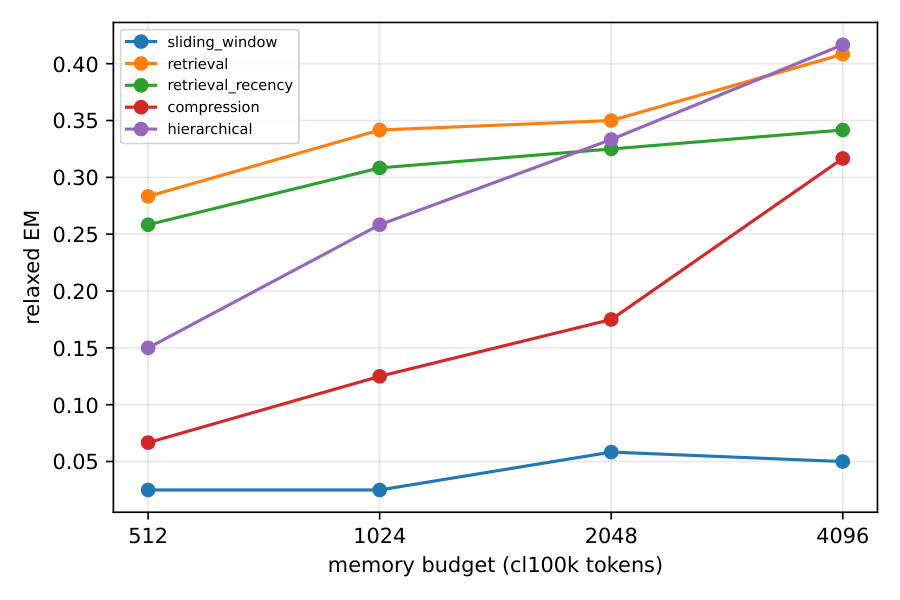 sliding_window
retrieval
retrieval_recency
compression
hierarchical
0.40
0.35
0.30
0.25
0.20
0.15
0.10
0.05
relaxed EM
512 1024 2048 4096
memory budget (cl100k tokens)